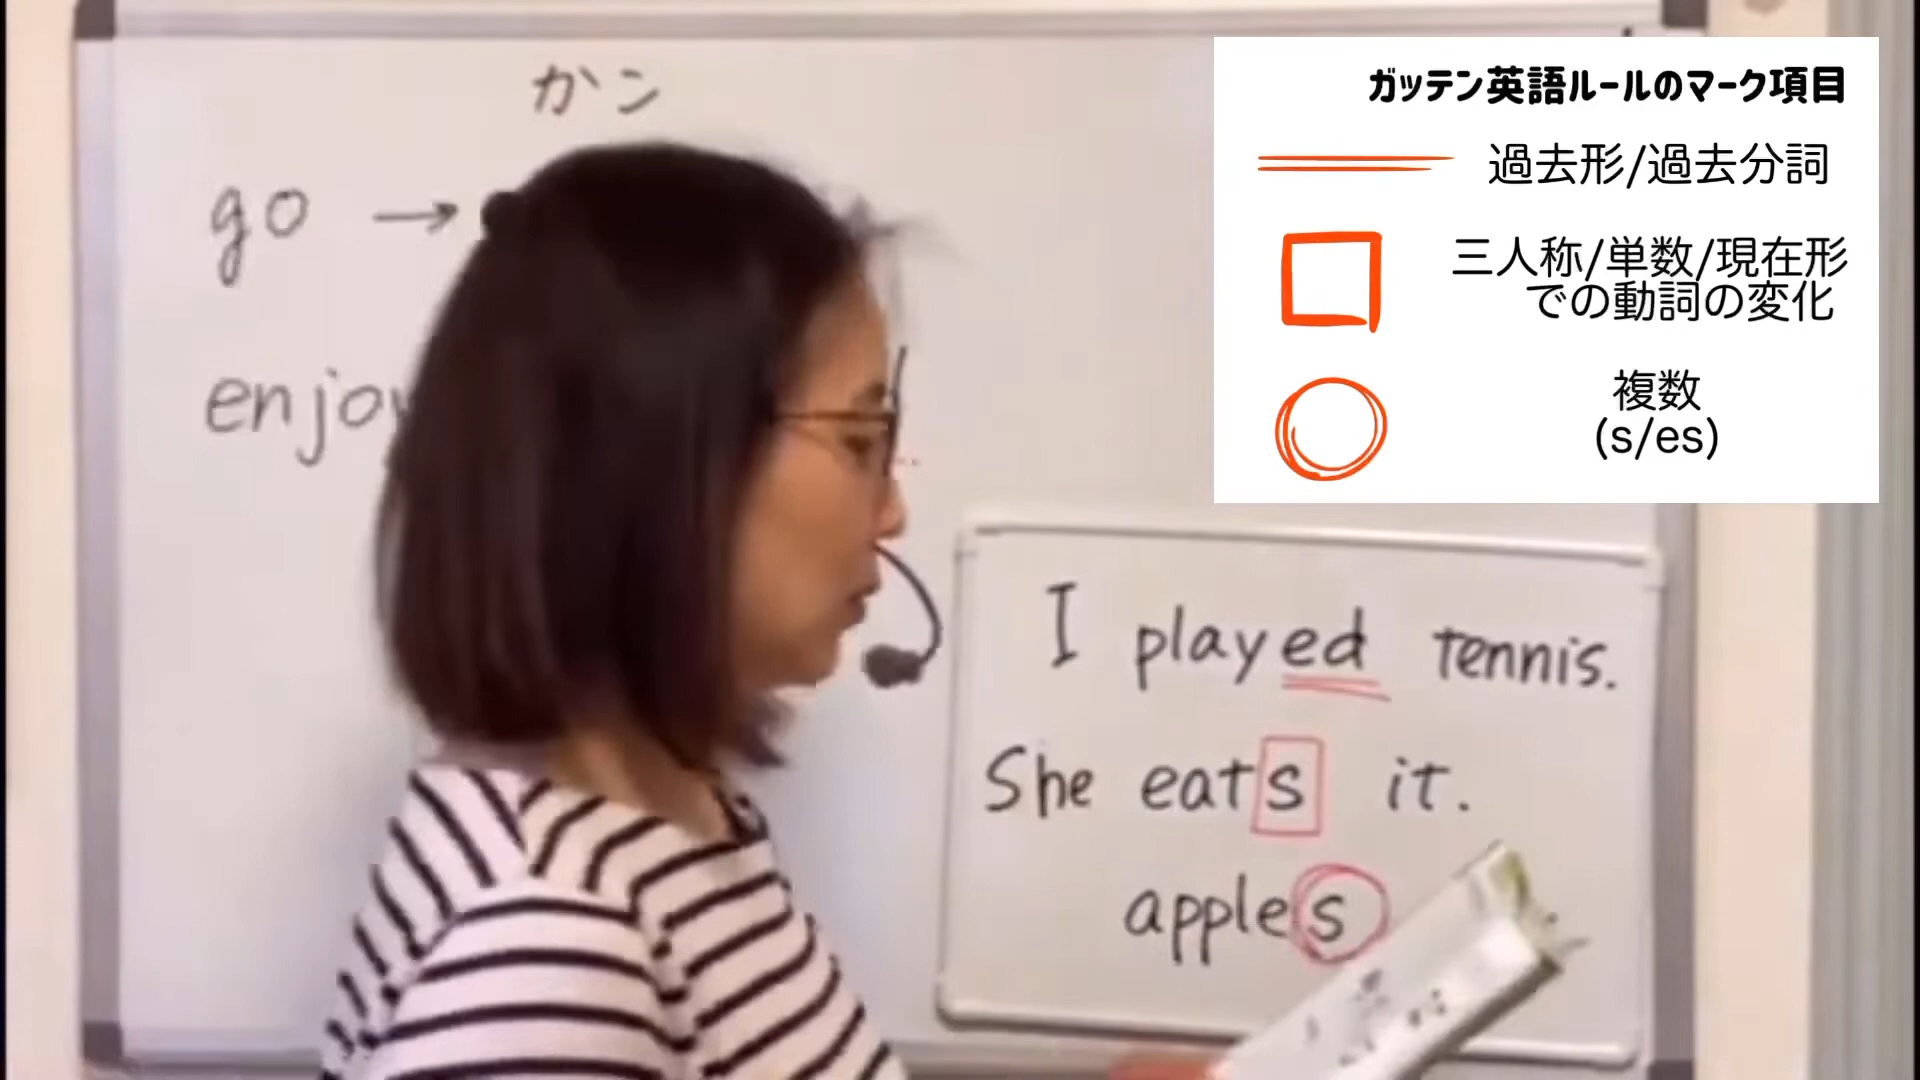 かン
go →
enjoy
ガッテン英語ルールのマーク項目
過去形/過去分詞
三人称/単数/現在形
での動詞の変化
複数
(s/es)
I played tennis.
She eats it.
apples